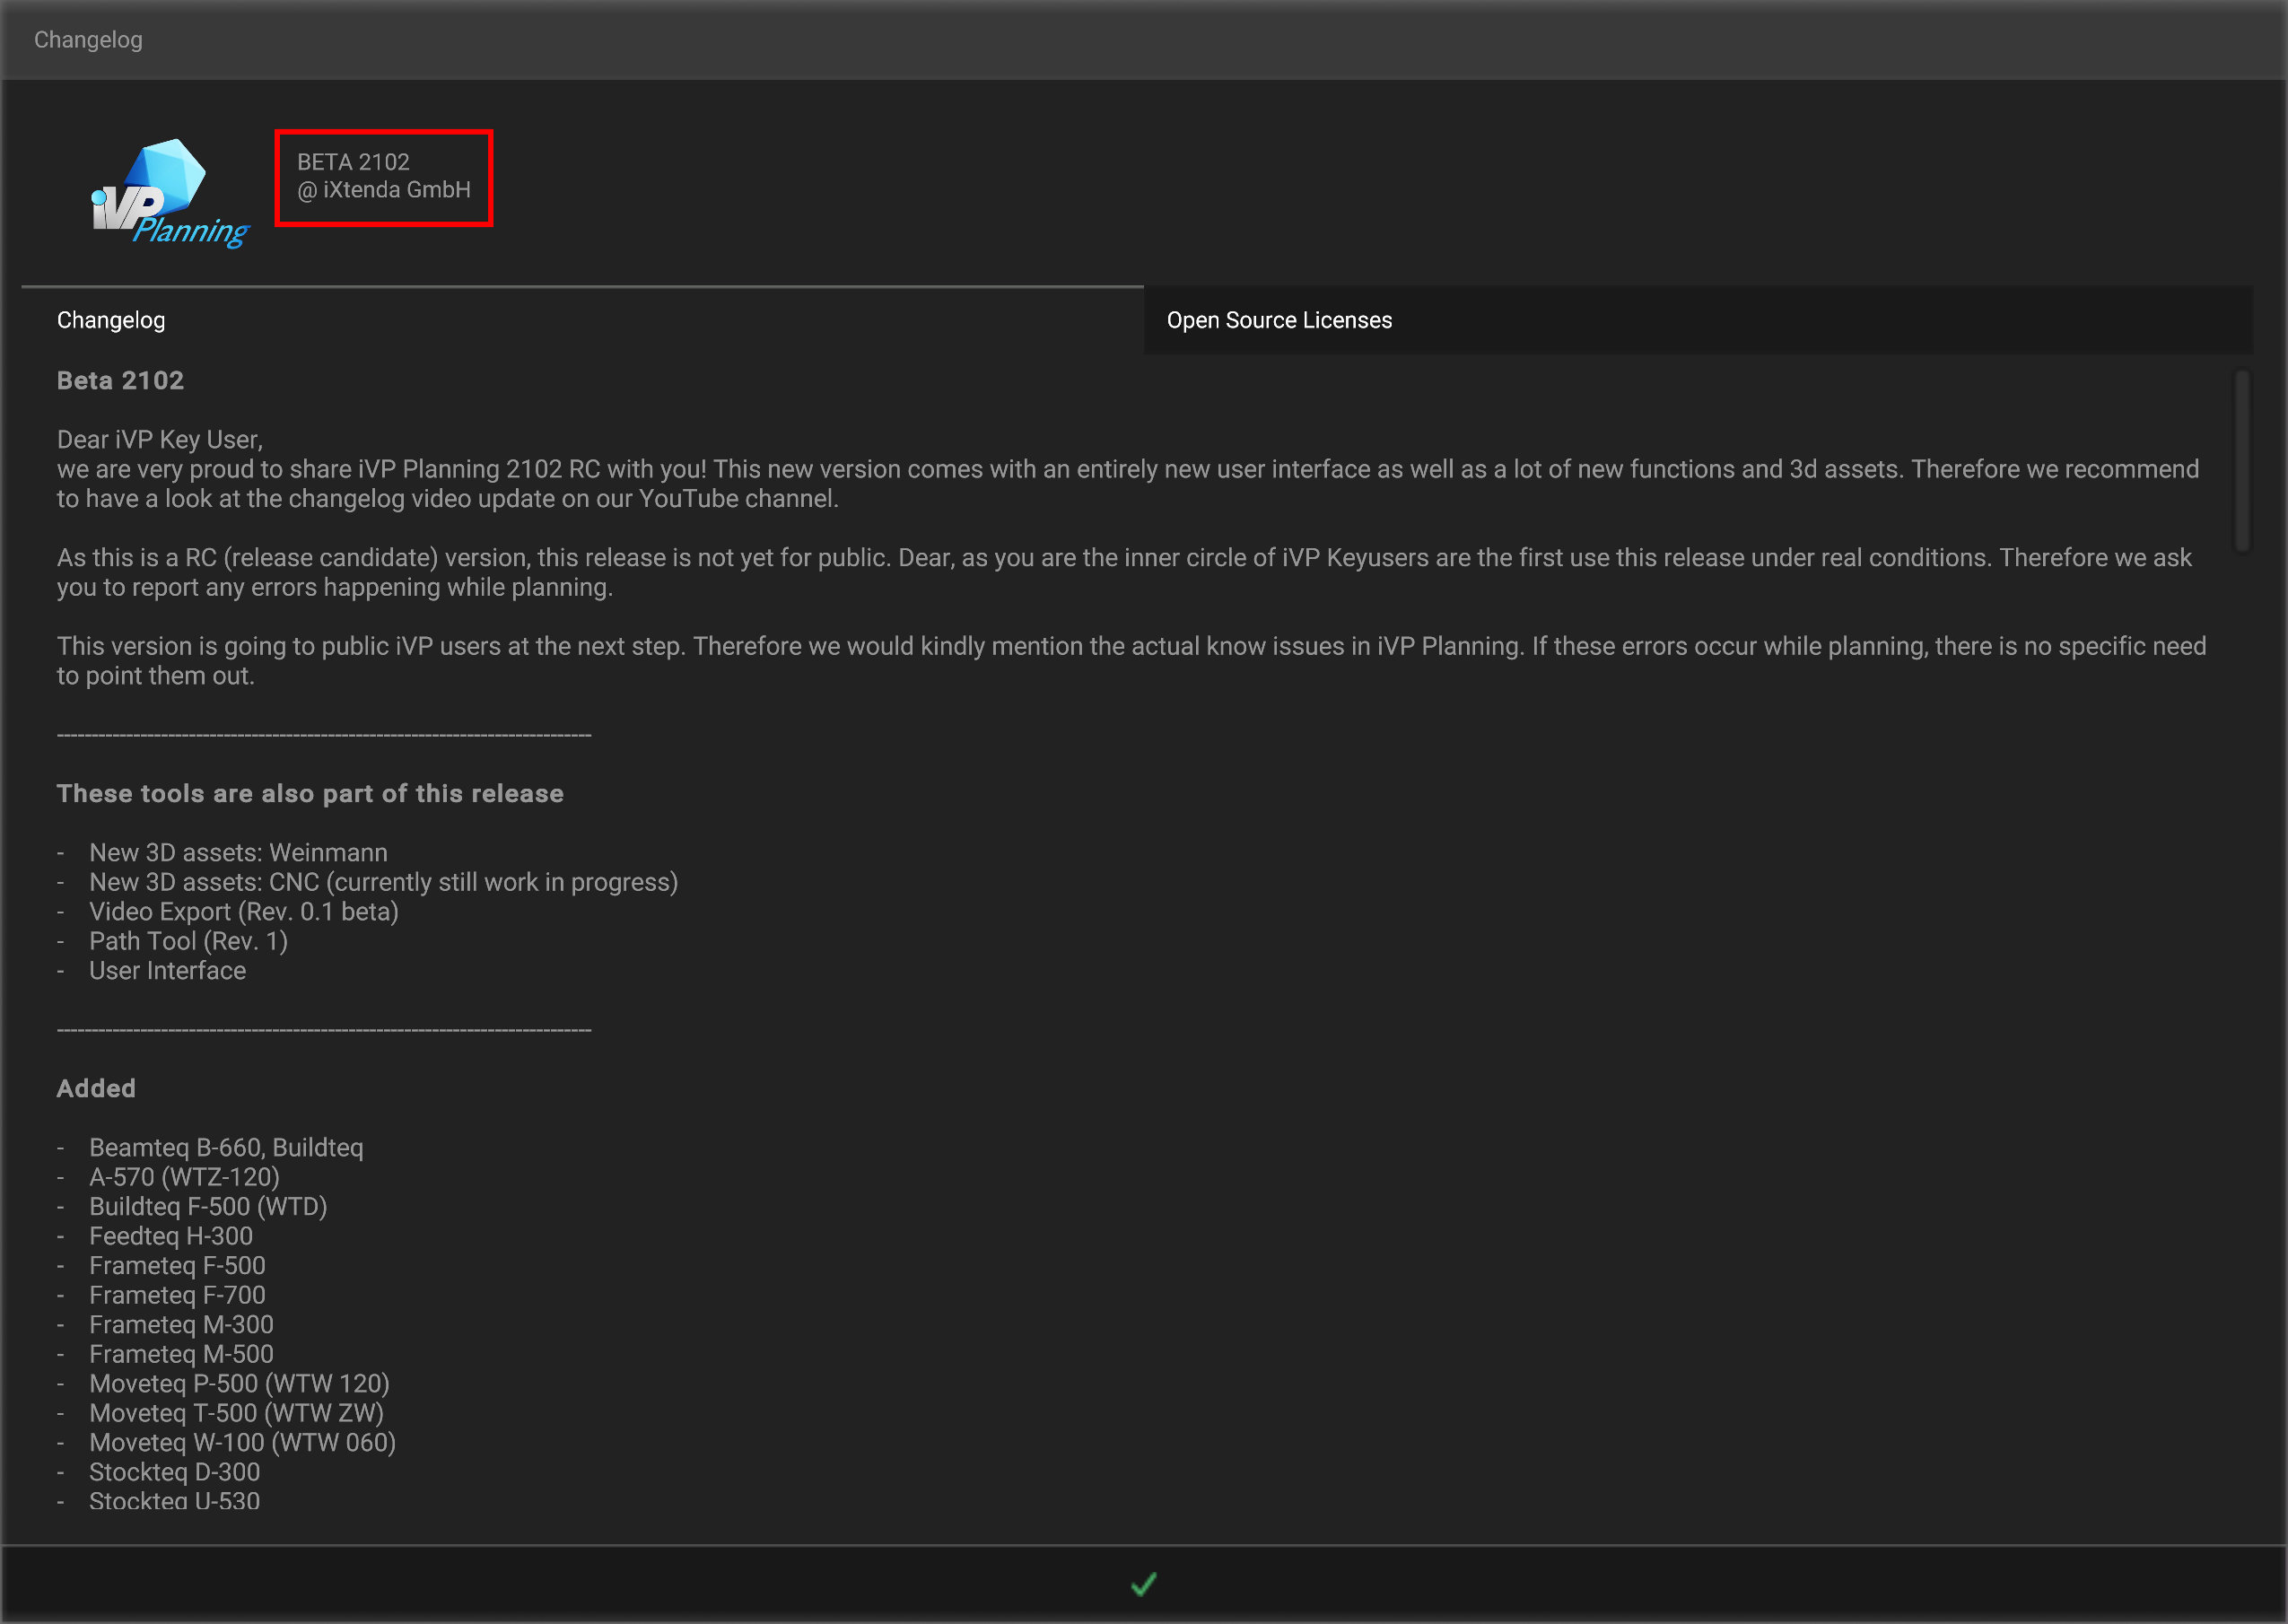 Changelog
iVP
Planning
BETA 2102
@ iXtenda GmbH
Changelog
Open Source Licenses
Beta 2102
Dear iVP Key User,
we are very proud to share iVP Planning 2102 RC with you! This new version comes with an entirely new user interface as well as a lot of new functions and 3d assets. Therefore we recommend
to have a look at the changelog video update on our YouTube channel.
As this is a RC (release candidate) version, this release is not yet for public. Dear, as you are the inner circle of iVP Keyusers are the first use this release under real conditions. Therefore we ask
you to report any errors happening while planning.
This version is going to public iVP users at the next step. Therefore we would kindly mention the actual know issues in iVP Planning. If these errors occur while planning, there is no specific need
to point them out.
These tools are also part of this release
- New 3D assets: Weinmann
- New 3D assets: CNC (currently still work in progress)
- Video Export (Rev. 0.1 beta)
- Path Tool (Rev. 1)
- User Interface
Added
- Beamteq B-660, Buildteq
- A-570 (WTZ-120)
- Buildteq F-500 (WTD)
- Feedteq H-300
- Frameteq F-500
- Frameteq F-700
- Frameteq M-300
- Frameteq M-500
- Moveteq P-500 (WTW 120)
- Moveteq T-500 (WTW ZW)
- Moveteq W-100 (WTW 060)
- Stockteq D-300
- Stockteq U-530